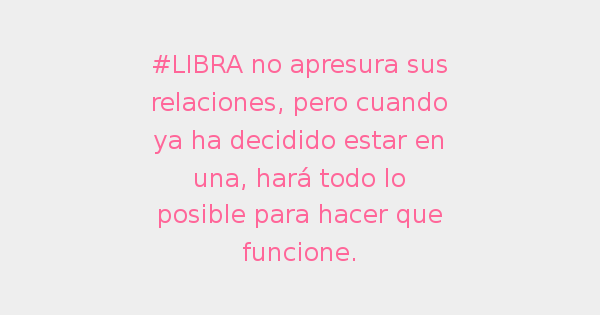 #LIBRA no apresura sus
relaciones, pero cuando
ya ha decidido estar en
una, hará todo lo
posible para hacer que
funcione.